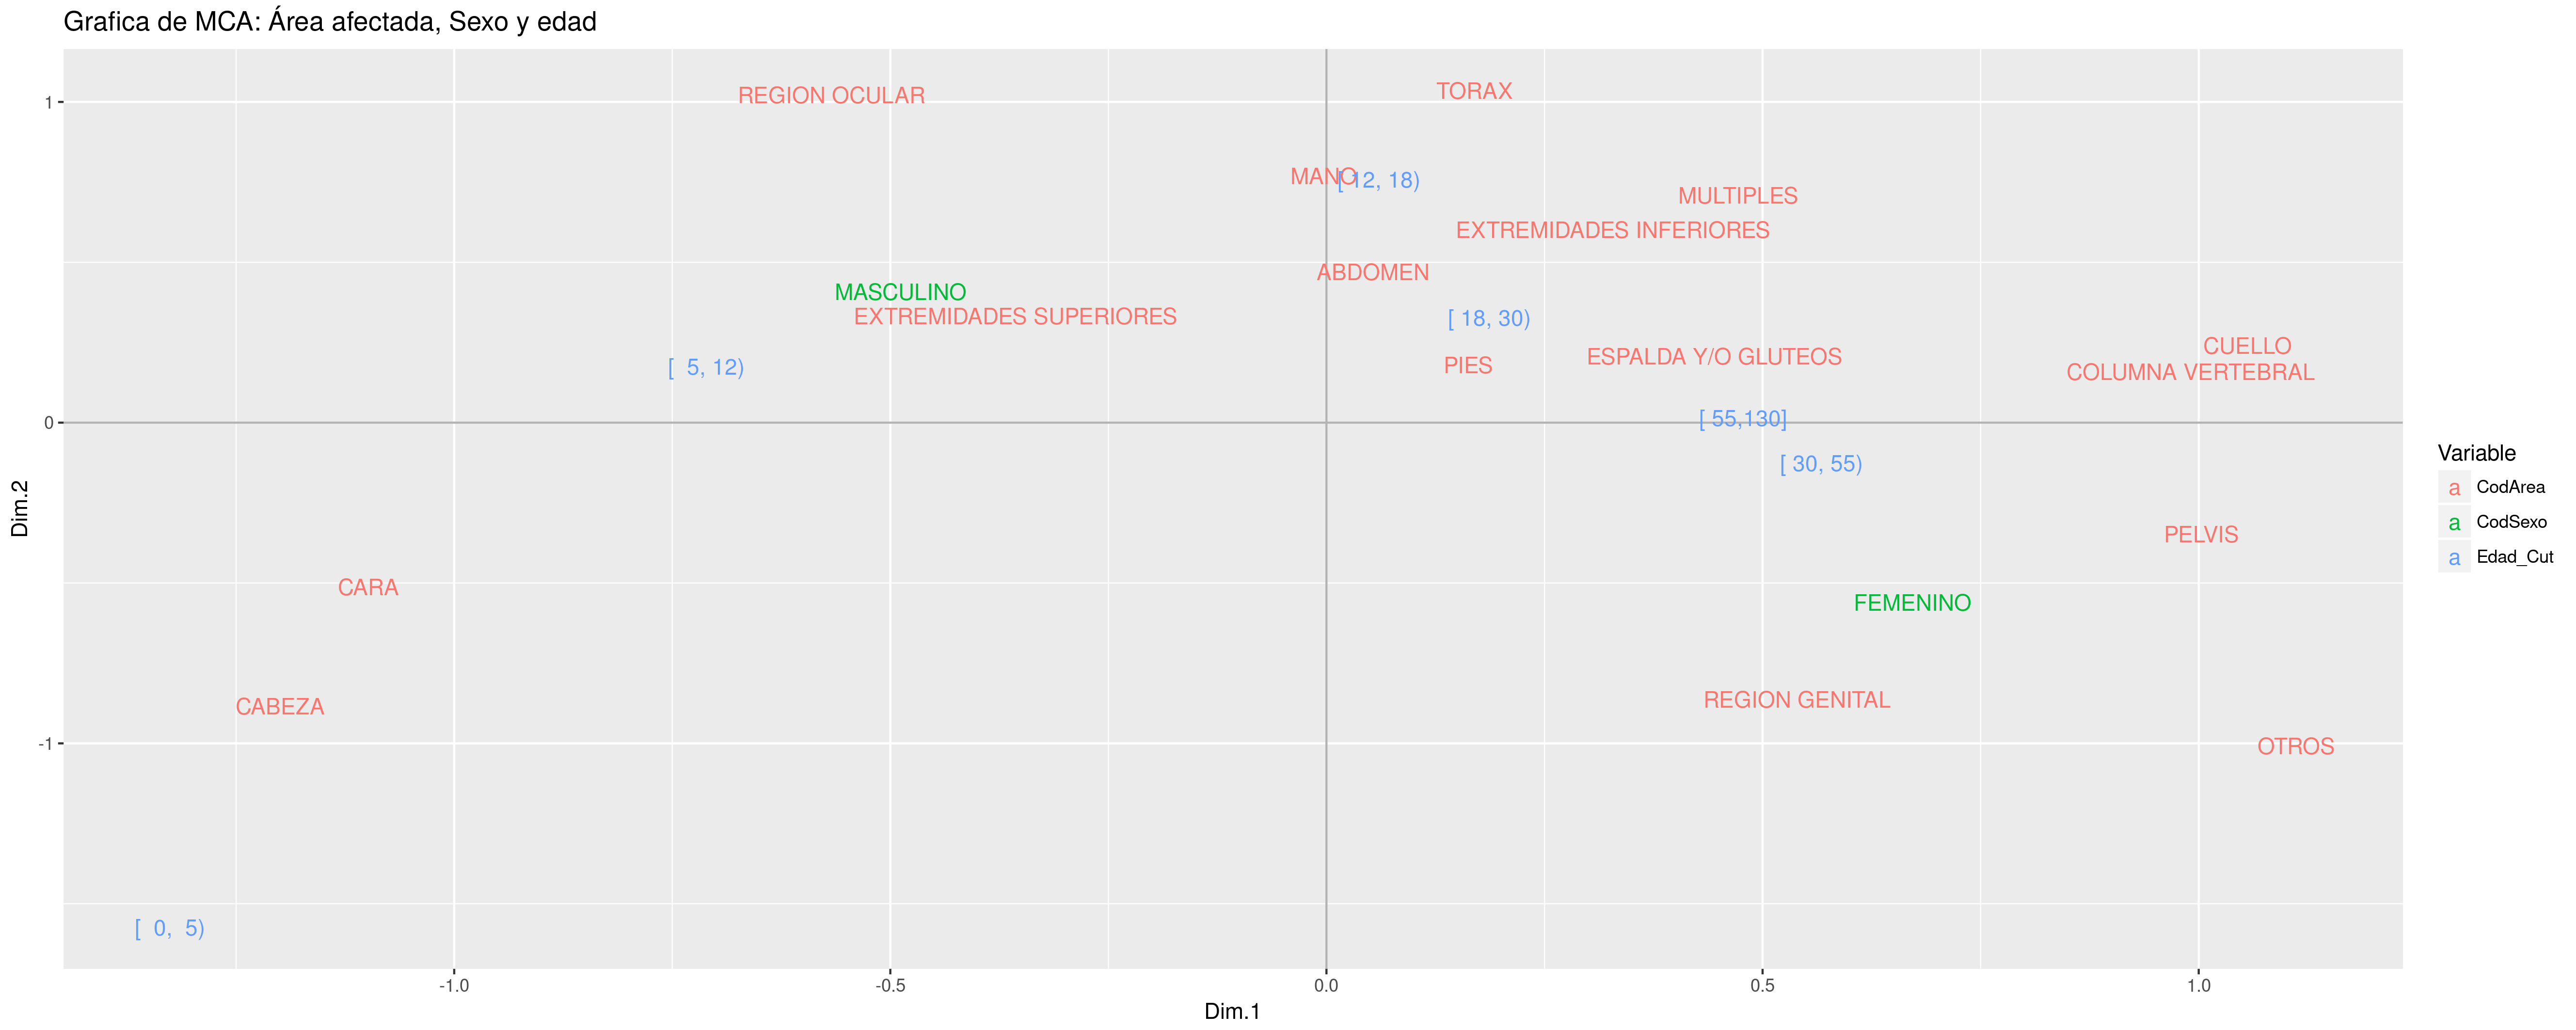 Grafica de MCA: Área afectada, Sexo y edad
REGION OCULAR
TORAX
MANO
[ 12, 18)
MULTIPLES
EXTREMIDADES INFERIORES
ABDOMEN
MASCULINO
EXTREMIDADES SUPERIORES
[ 18, 30)
[  5, 12)
PIES
ESPALDA Y/O GLUTEOS
CUELLO
COLUMNA VERTEBRAL
[ 55,130]
[ 30, 55)
PELVIS
CARA
FEMENINO
CABEZA
REGION GENITAL
OTROS
[  0,  5)
1
0
-1
Dim.2
-1.0
-0.5
0.0
0.5
1.0
Dim.1
Variable
a CodArea
a CodSexo
a Edad_Cut